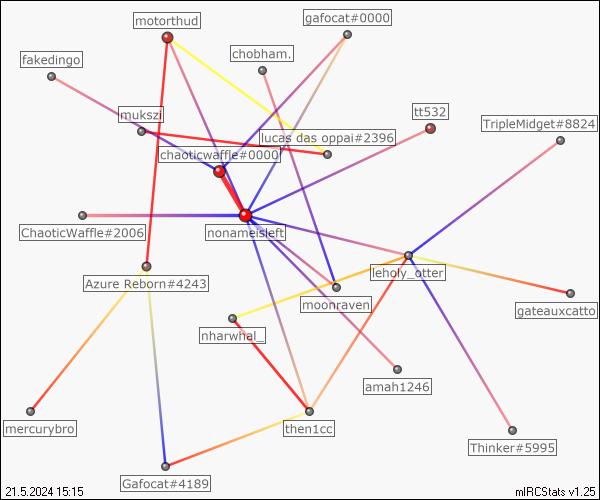 gafocat#0000
motorthud
chobham.
fakedingo
mukszi
tt532
TripleMidget#8824
lucas das oppai#2396
chaoticwaffle#0000
ChaoticWaffle#2006
nonameisleft
leholy_otter
Azure Reborn#4243
moonraven
gateauxcatto
nharwhal_
amah1246
mercurybro
then1cc
Thinker#5995
Gafocat#4189
21.5.2024 15:15
mIRCStats v1.25